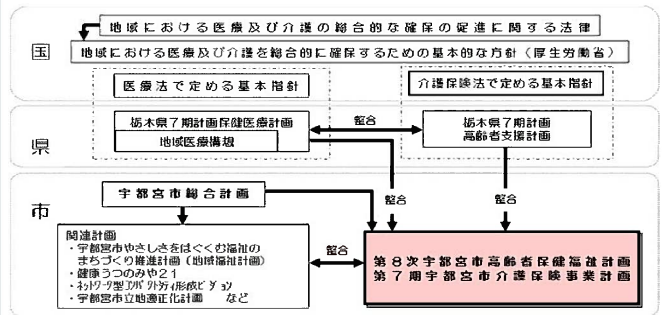 国
地域における医療及び介護の総合的な確保の促進に関する法律
地域における医療及び介護を総合的に確保するための基本的な方針（厚生労働省）
医療法で定める基本指針
介護保険法で定める基本指針
県
栃木県7期計画保健医療計画
地域医療構想
整合
栃木県7期計画
高齢者支援計画
整合
整合
市
宇都宮市総合計画
関連計画
・宇都宮市やさしさをはぐくむ福祉の
まちづくり推進計画（地域福祉計画）
・健康うつのみや21
・ﾈｯﾄﾜｰｸ型ｺﾝﾊﾟｸﾄｼﾃｨ形成ﾋﾞｼﾞｮﾝ
・宇都宮市立地適正化計画　など
整合
第8次宇都宮市高齢者保健福祉計画
第7期宇都宮市介護保険事業計画